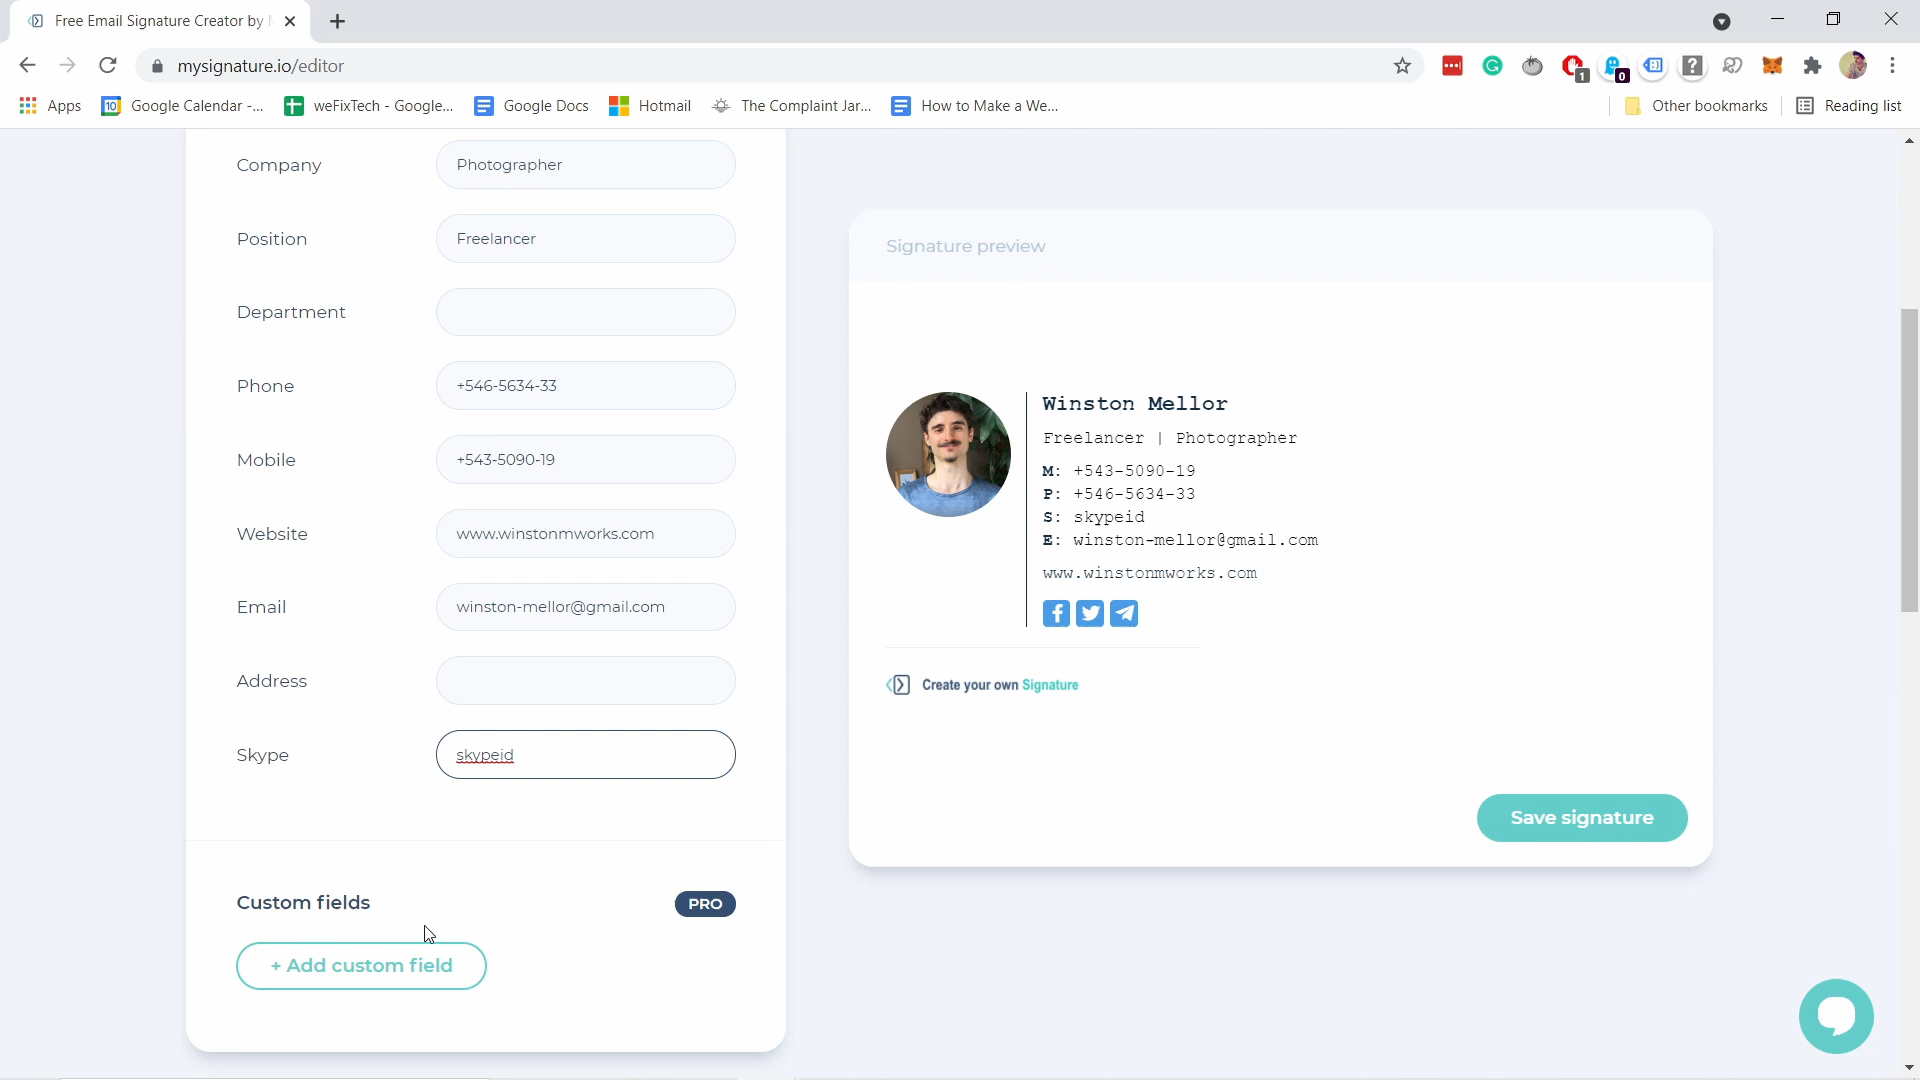 Free Email Signature Creator by
mysignature.io/editor
1
0
Apps
10
Google Calendar -...
weFixTech - Google...
Google Docs
Hotmail
The Complaint Jar...
How to Make a We...
Other bookmarks
Reading list
Company
Photographer
Position
Freelancer
Department
Phone
+546-5634-33
Mobile
+543-5090-19
Website
www.winstonmworks.com
Email
winston-mellor@gmail.com
Address
Skype
skypeid
Custom fields
PRO
+ Add custom field
Signature preview
Winston Mellor
Freelancer | Photographer
M: +543-5090-19
P: +546-5634-33
S: skypeid
E: winston-mellor@gmail.com
www.winstonmworks.com
Create your own Signature
Save signature